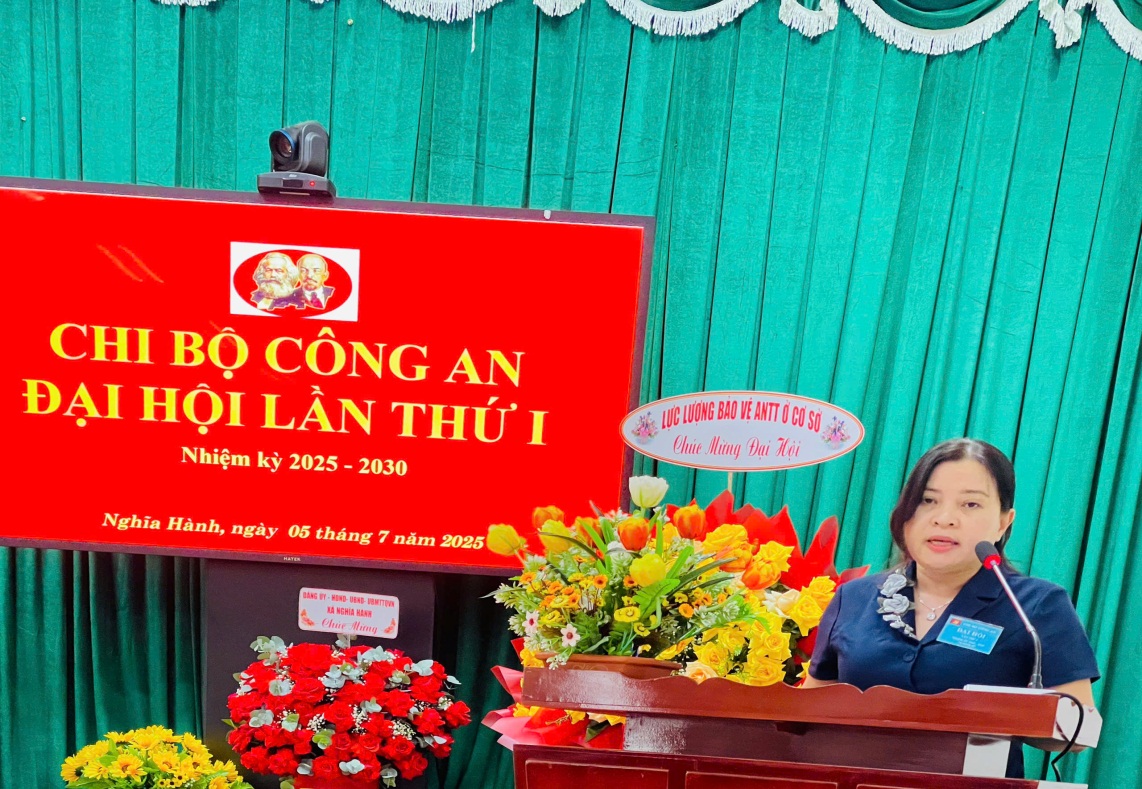 CHI BỘ CÔNG AN
ĐẠI HỘI LẦN THỨ I
Nhiệm kỳ 2025 - 2030
Nghĩa Hành, ngày 05 tháng 7 năm 2025
LỰC LƯỢNG BẢO VỆ ANTT Ở CƠ SỞ
Chúc Mừng Đại Hội
ĐẢNG ỦY - HĐND- UBND- UBMTTQVN
XÃ NGHĨA HÀNH
Chúc Mừng
ĐẠI HỘI